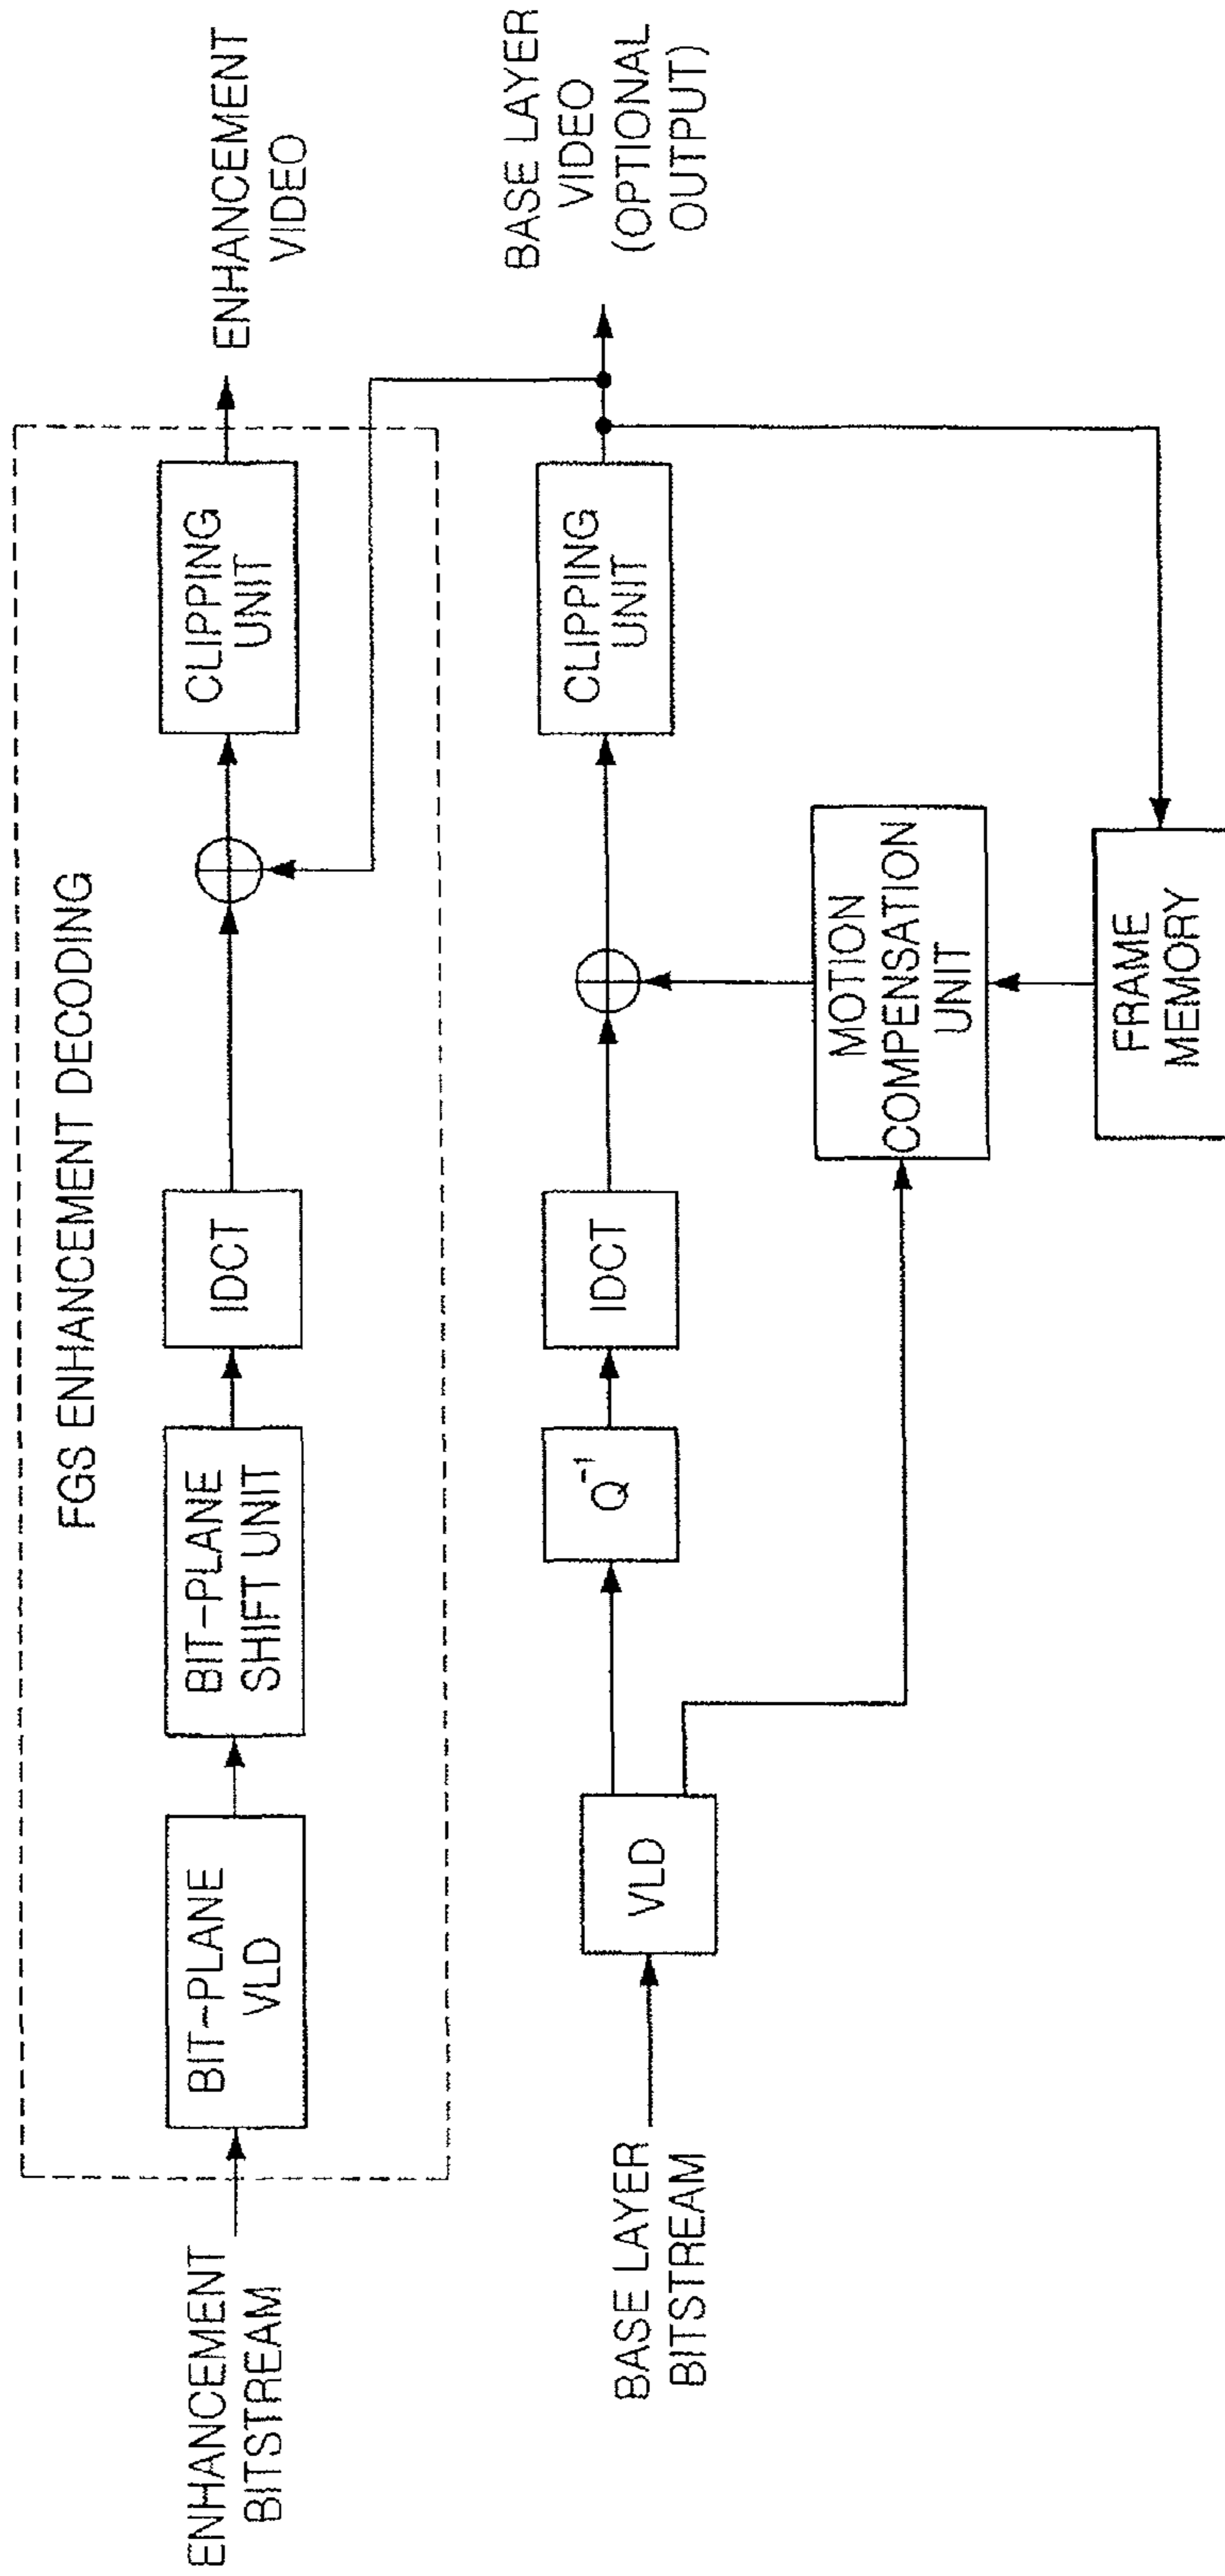 FGS ENHANCEMENT DECODING
ENHANCEMENT
BITSTREAM
BIT-PLANE
VLD
BIT-PLANE
SHIFT UNIT
IDCT
CLIPPING
UNIT
ENHANCEMENT
VIDEO
BASE LAYER
BITSTREAM
VLD
Q⁻¹
IDCT
CLIPPING
UNIT
BASE LAYER
VIDEO
(OPTIONAL
OUTPUT)
MOTION
COMPENSATION
UNIT
FRAME
MEMORY